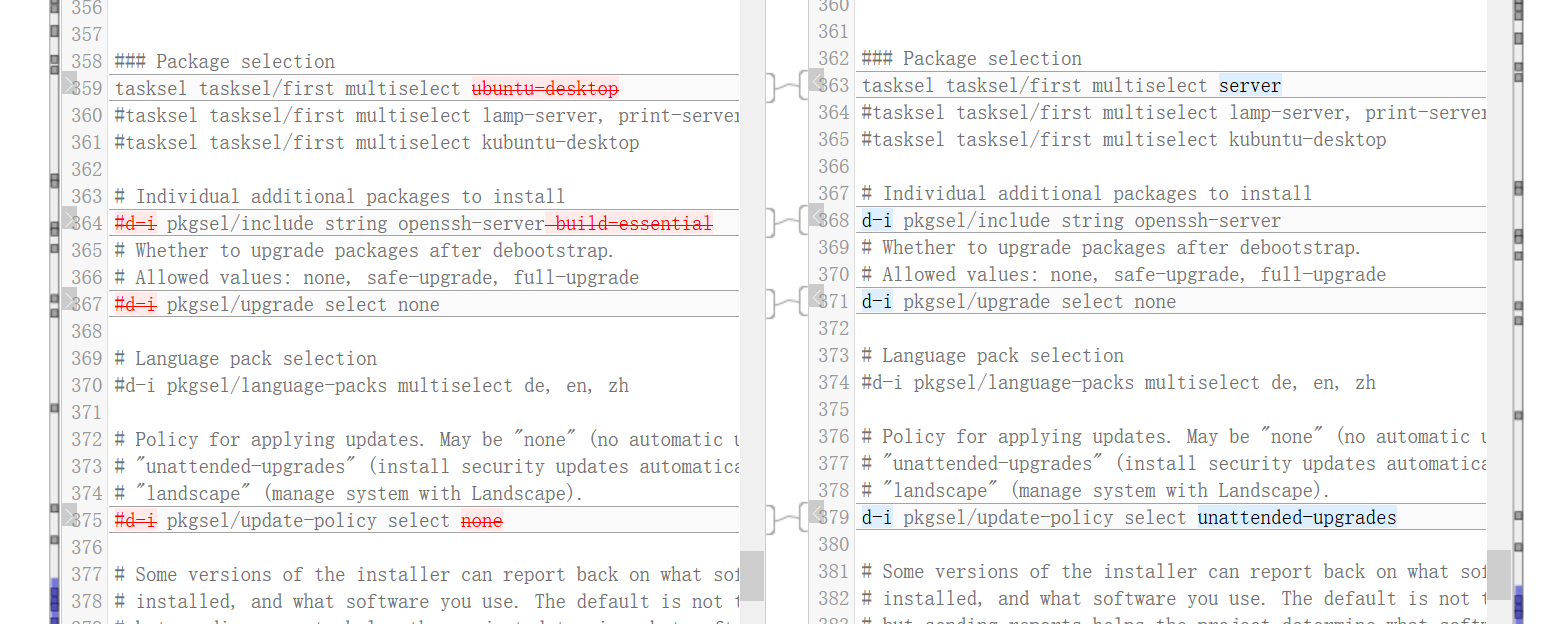 356
357
358 ### Package selection
359 tasksel tasksel/first multiselect ubuntu-desktop
360 #tasksel tasksel/first multiselect lamp-server, print-server
361 #tasksel tasksel/first multiselect kubuntu-desktop
362
363 # Individual additional packages to install
364 #d-i pkgsel/include string openssh-server build-essential
365 # Whether to upgrade packages after debootstrap.
366 # Allowed values: none, safe-upgrade, full-upgrade
367 #d-i pkgsel/upgrade select none
368
369 # Language pack selection
370 #d-i pkgsel/language-packs multiselect de, en, zh
371
372 # Policy for applying updates. May be "none" (no automatic
373 # "unattended-upgrades" (install security updates automatica
374 # "landscape" (manage system with Landscape).
375 #d-i pkgsel/update-policy select none
376
377 # Some versions of the installer can report back on what sof
378 # installed, and what software you use. The default is not
360
361
362 ### Package selection
363 tasksel tasksel/first multiselect server
364 #tasksel tasksel/first multiselect lamp-server, print-server
365 #tasksel tasksel/first multiselect kubuntu-desktop
366
367 # Individual additional packages to install
368 d-i pkgsel/include string openssh-server
369 # Whether to upgrade packages after debootstrap.
370 # Allowed values: none, safe-upgrade, full-upgrade
371 d-i pkgsel/upgrade select none
372
373 # Language pack selection
374 #d-i pkgsel/language-packs multiselect de, en, zh
375
376 # Policy for applying updates. May be "none" (no automatic
377 # "unattended-upgrades" (install security updates automatica
378 # "landscape" (manage system with Landscape).
379 d-i pkgsel/update-policy select unattended-upgrades
380
381 # Some versions of the installer can report back on what sof
382 # installed, and what software you use. The default is not
383 # but sending reports helps the project determine what softw